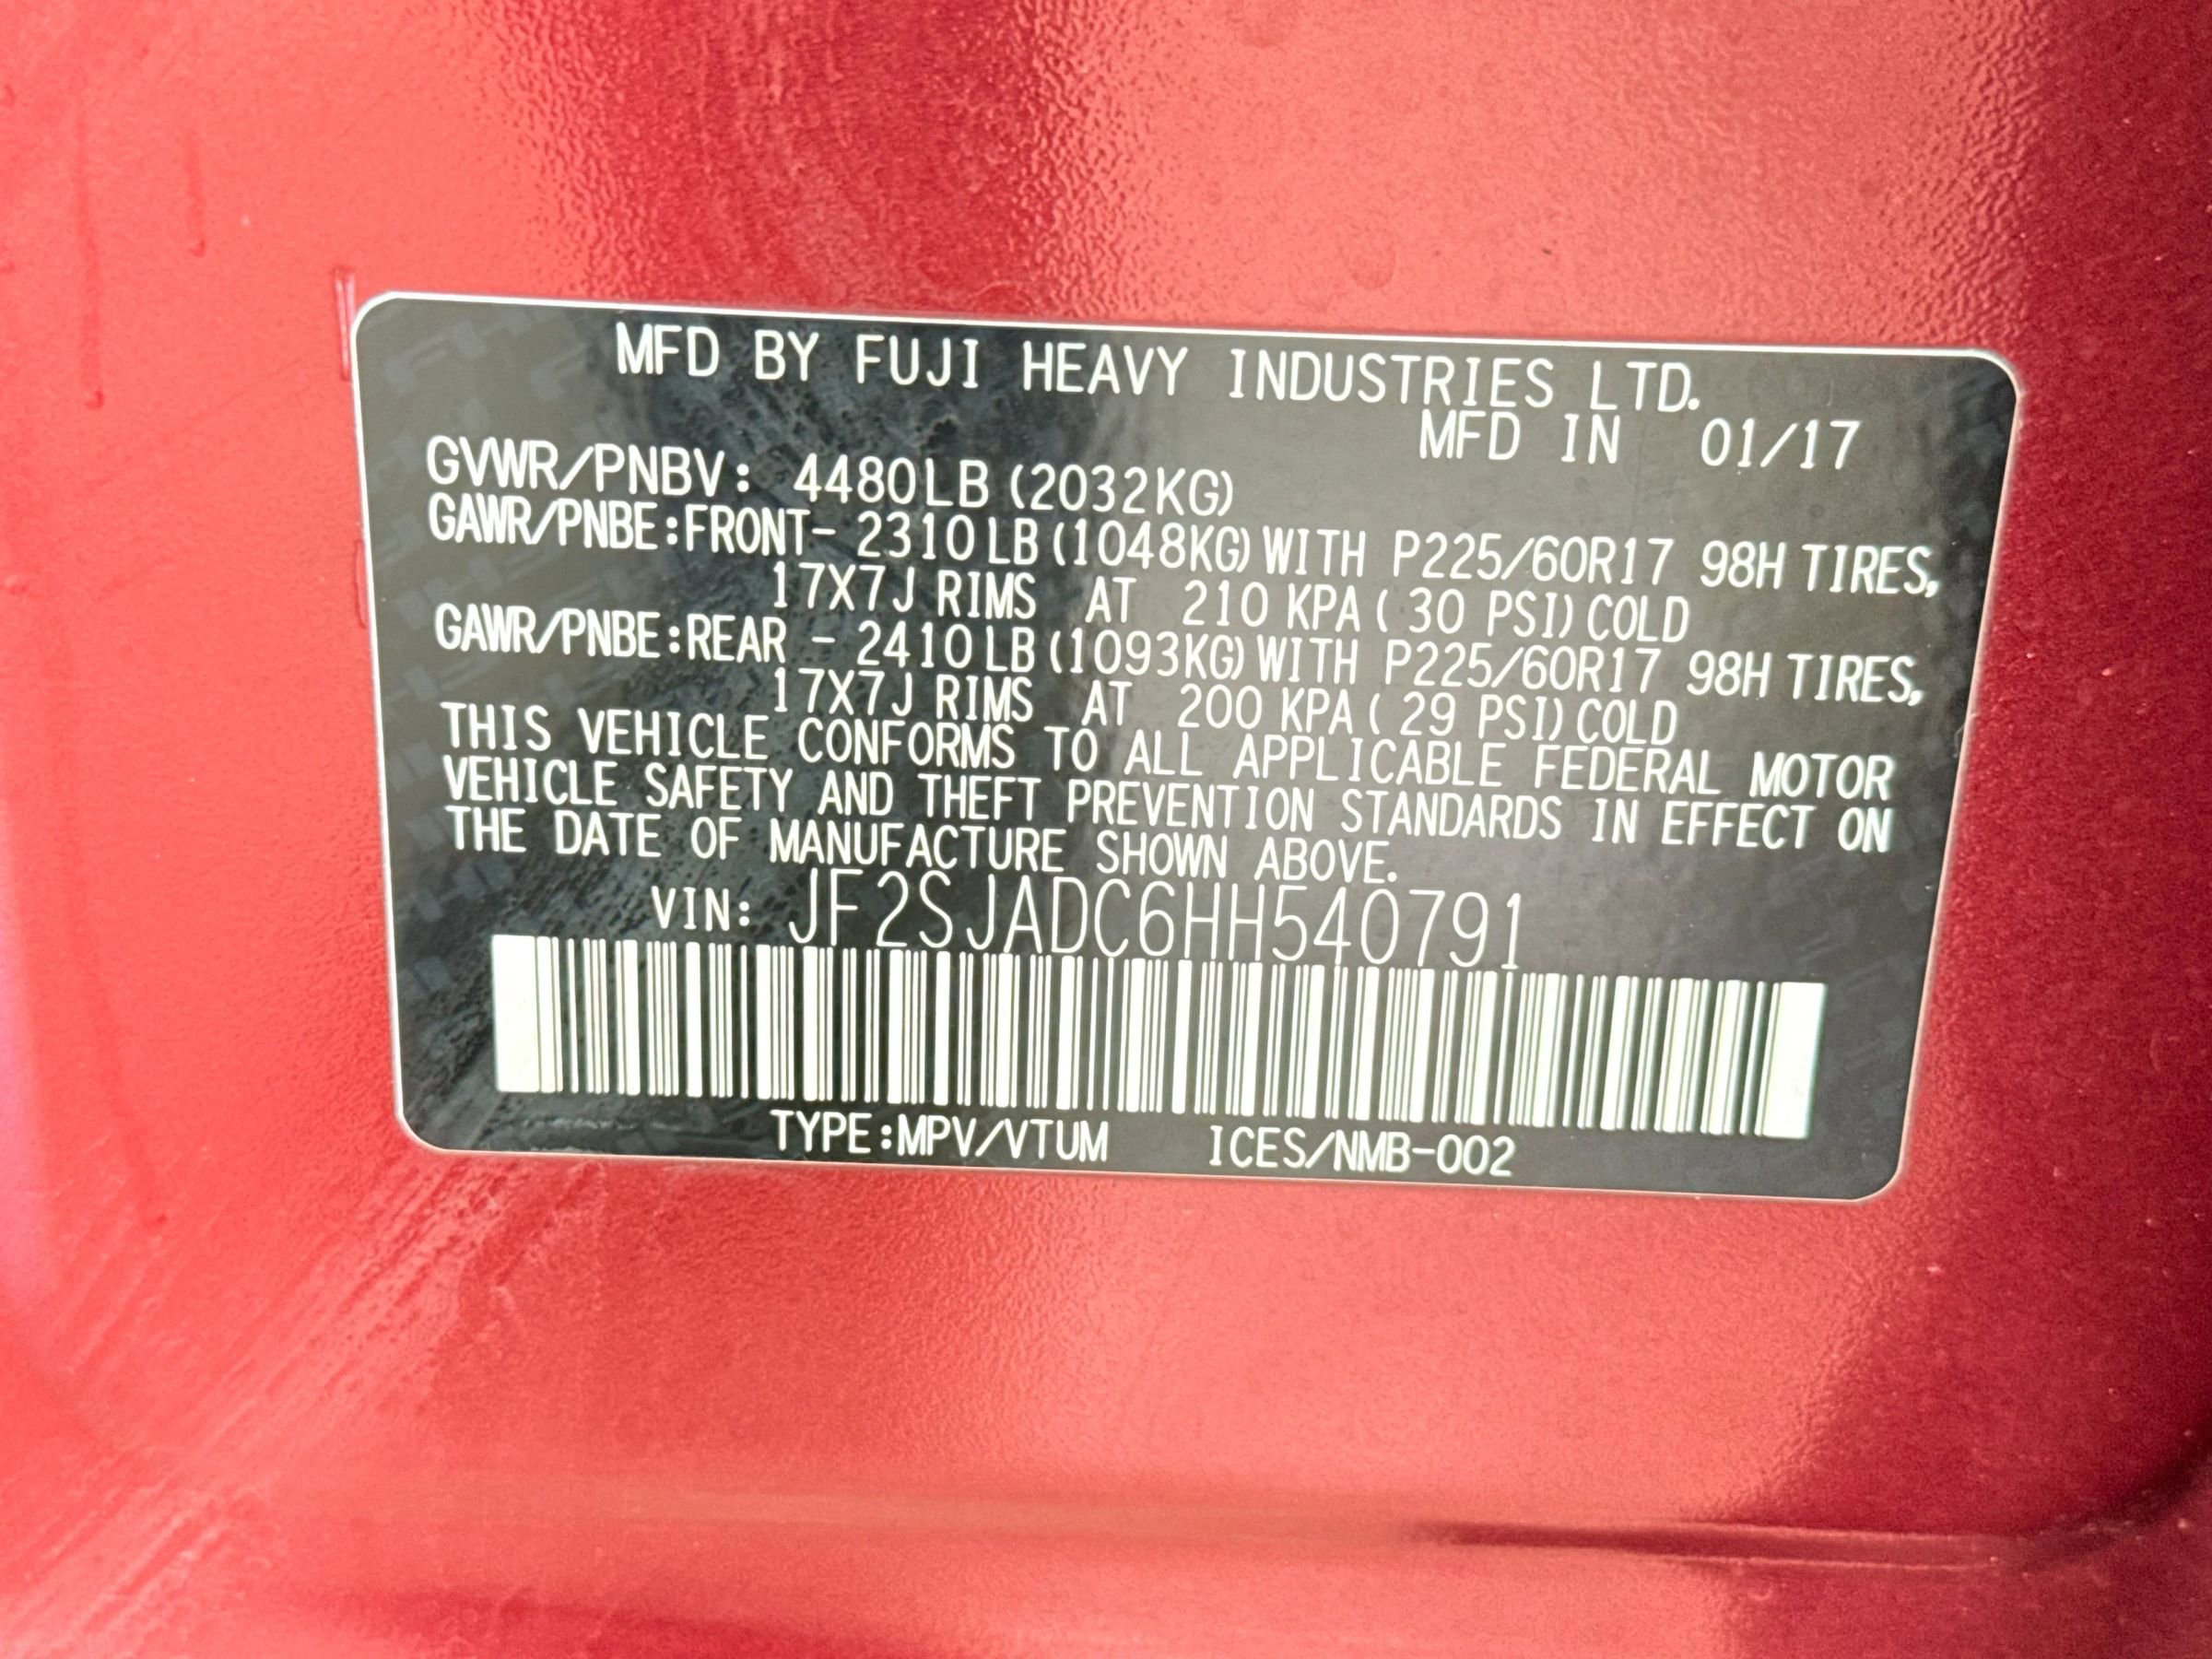 MFD BY FUJI HEAVY INDUSTRIES LTD.
MFD IN 01/17
GVWR/PNBV: 4480LB (2032KG)
GAWR/PNBE:FRONT- 2310LB(1048KG)WITH P225/60R17 98H TIRES,
17X7J RIMS AT 210 KPA( 30 PSI)COLD
GAWR/PNBE:REAR - 2410LB(1093KG)WITH P225/60R17 98H TIRES,
17X7J RIMS AT 200 KPA( 29 PSI)COLD
THIS VEHICLE CONFORMS TO ALL APPLICABLE FEDERAL MOTOR
VEHICLE SAFETY AND THEFT PREVENTION STANDARDS IN EFFECT ON
THE DATE OF MANUFACTURE SHOWN ABOVE.
VIN: JF2SJADC6HH540791
TYPE:MPV/VTUM ICES/NMB-002